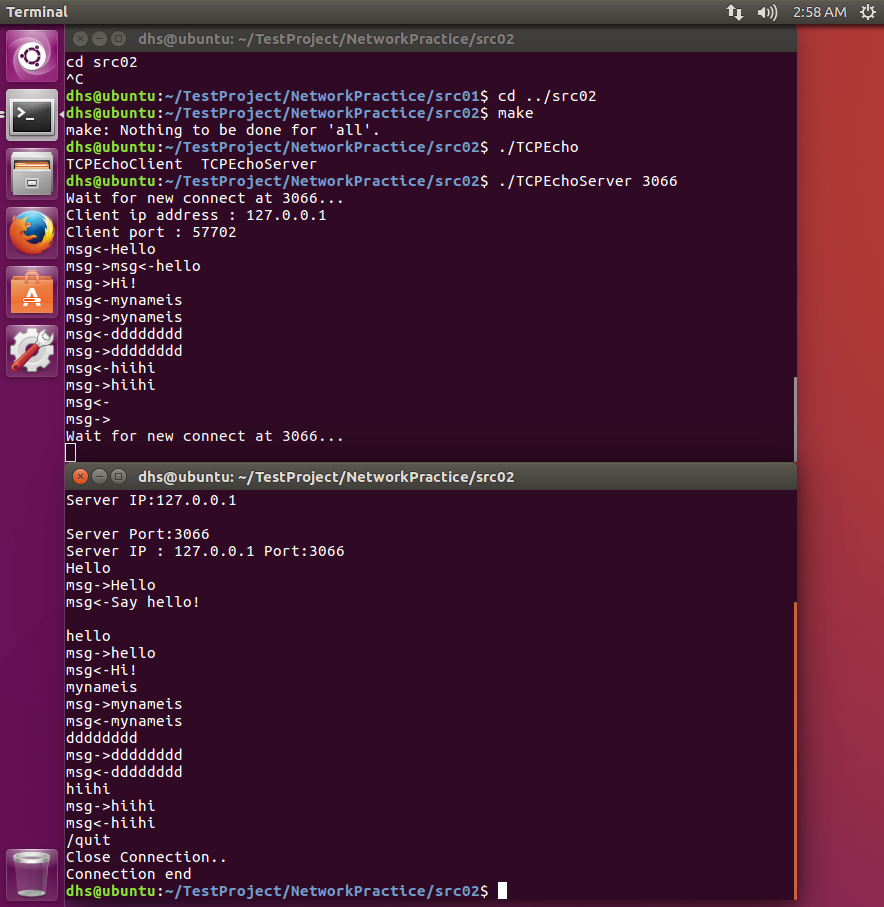 Terminal
2:58 AM
dhs@ubuntu: ~/TestProject/NetworkPractice/src02
cd src02
^C
dhs@ubuntu:~/TestProject/NetworkPractice/src01$ cd ../src02
dhs@ubuntu:~/TestProject/NetworkPractice/src02$ make
make: Nothing to be done for 'all'.
dhs@ubuntu:~/TestProject/NetworkPractice/src02$ ./TCPEcho
TCPEchoClient  TCPEchoServer
dhs@ubuntu:~/TestProject/NetworkPractice/src02$ ./TCPEchoServer 3066
Wait for new connect at 3066...
Client ip address : 127.0.0.1
Client port : 57702
msg<-Hello
msg->msg<-hello
msg->Hi!
msg<-mynameis
msg->mynameis
msg<-dddddddd
msg->dddddddd
msg<-hiihi
msg->hiihi
msg<-
msg->
Wait for new connect at 3066...
dhs@ubuntu: ~/TestProject/NetworkPractice/src02
Server IP:127.0.0.1
Server Port:3066
Server IP : 127.0.0.1 Port:3066
Hello
msg->Hello
msg<-Say hello!
hello
msg->hello
msg<-Hi!
mynameis
msg->mynameis
msg<-mynameis
dddddddd
msg->dddddddd
msg<-dddddddd
hiihi
msg->hiihi
msg<-hiihi
/quit
Close Connection..
Connection end
dhs@ubuntu:~/TestProject/NetworkPractice/src02$